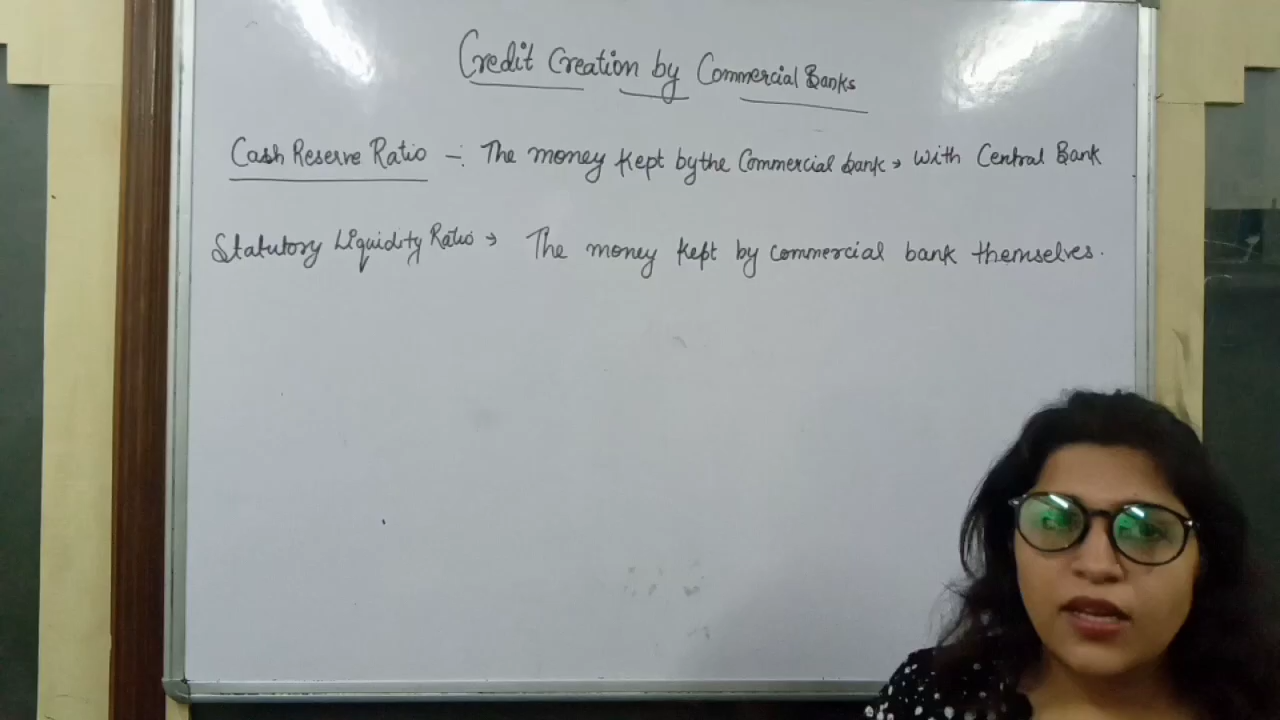 Credit Creation by Commercial Banks
Cash Reserve Ratio -: The money kept by the Commercial bank → with Central Bank
Statutory Liquidity Ratio → The money kept by commercial bank themselves.